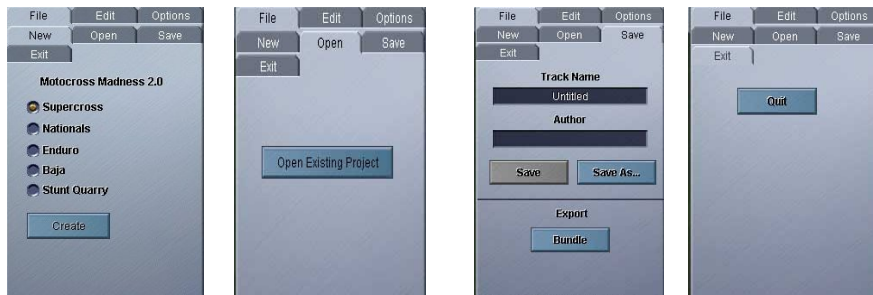 File Edit Options
New Open Save
Exit
Motocross Madness 2.0
Supercross
Nationals
Enduro
Baja
Stunt Quarry
Create
File Edit Options
New Open Save
Exit
Open Existing Project
File Edit Options
New Open Save
Exit
Track Name
Untitled
Author
Save Save As...
Export
Bundle
File Edit Options
New Open Save
Exit
Quit